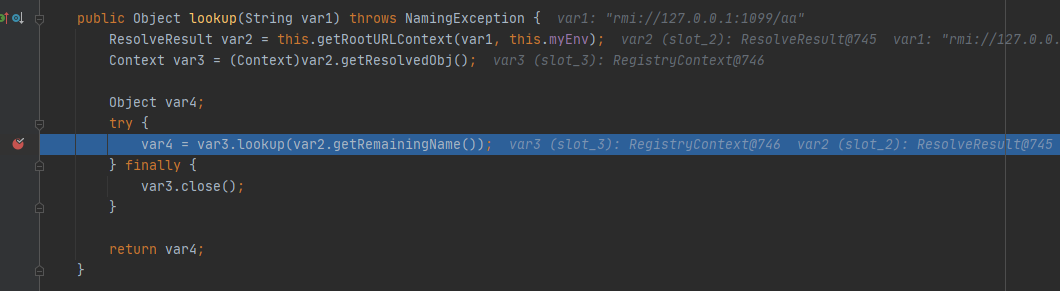 public Object lookup(String var1) throws NamingException {  var1: "rmi://127.0.0.1:1099/aa"
ResolveResult var2 = this.getRootURLContext(var1, this.myEnv);  var2 (slot_2): ResolveResult@745  var1: "rmi://127.0.0.1:
Context var3 = (Context)var2.getResolvedObj();  var3 (slot_3): RegistryContext@746
Object var4;
try {
var4 = var3.lookup(var2.getRemainingName());  var3 (slot_3): RegistryContext@746  var2 (slot_2): ResolveResult@745
} finally {
var3.close();
}
return var4;
}